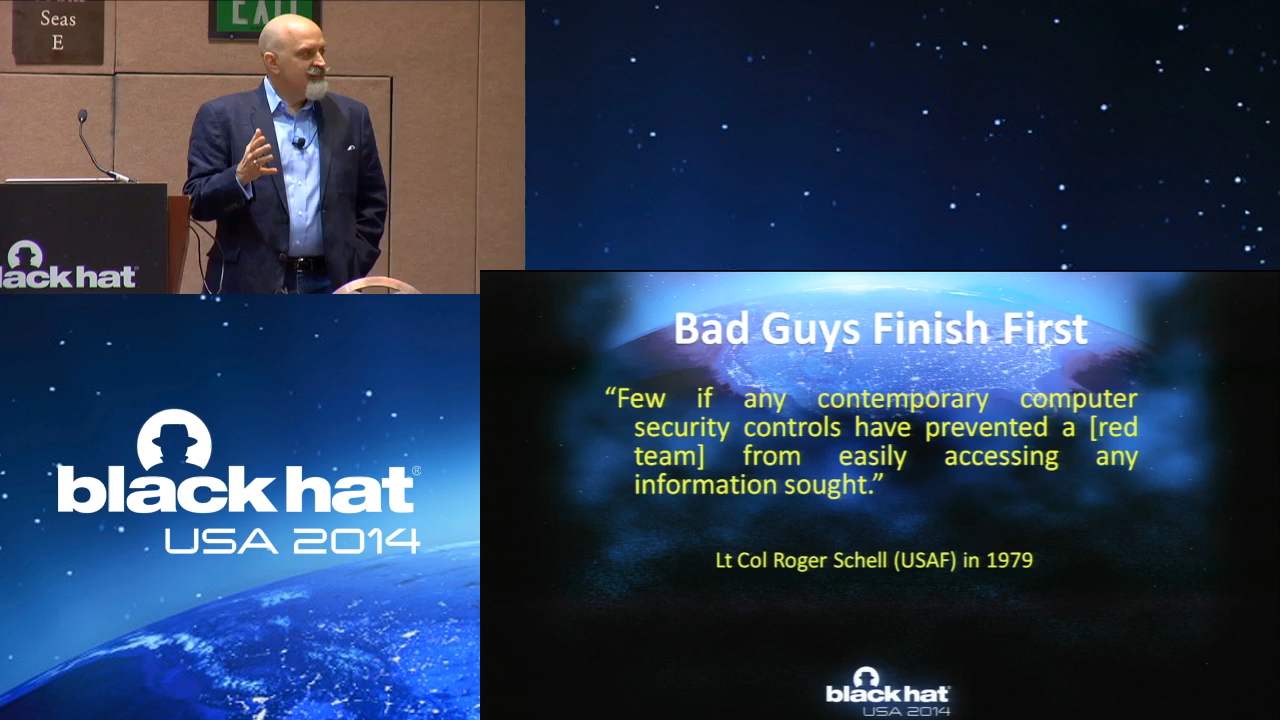 Seas
E
EXIT
black hat
black hat®
USA 2014
Bad Guys Finish First
“Few if any contemporary computer
security controls have prevented a [red
team] from easily accessing any
information sought.”
Lt Col Roger Schell (USAF) in 1979
black hat
USA 2014